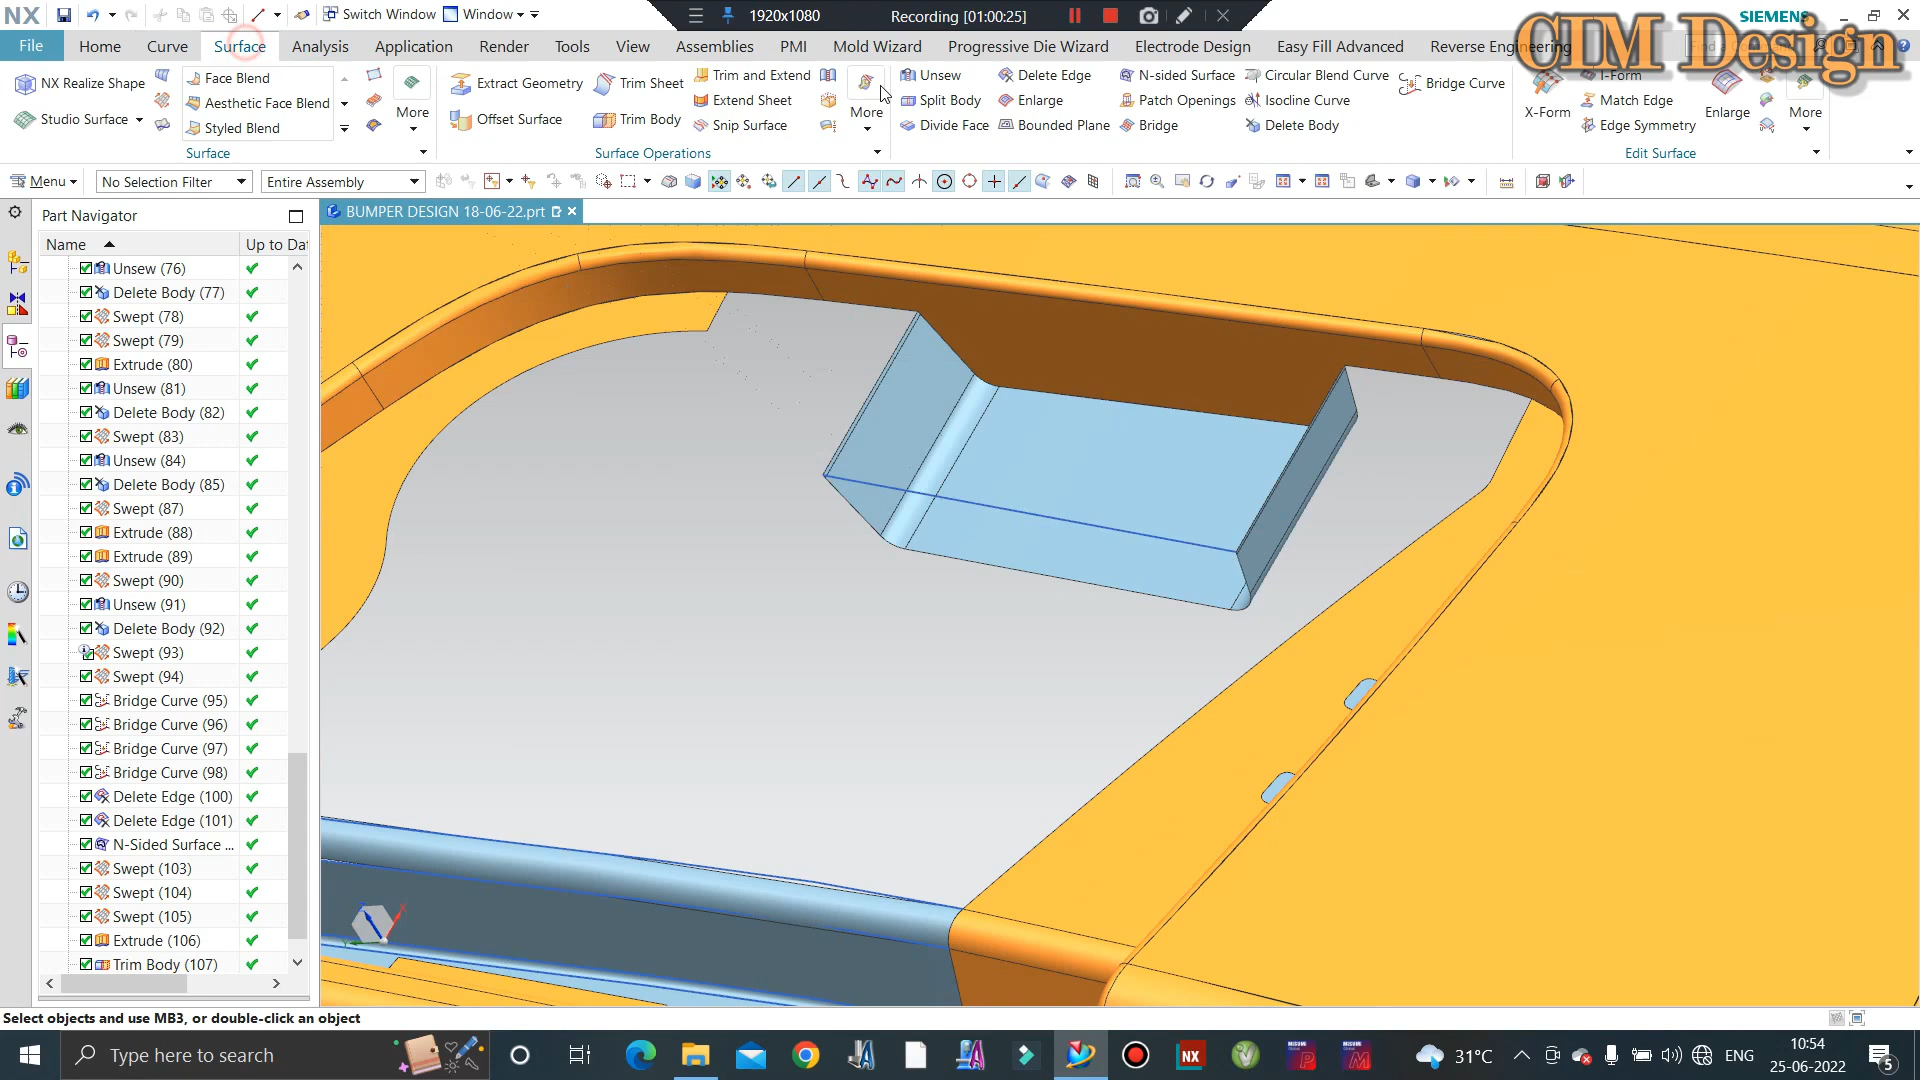 NX Switch Window Window 1920x1080 Recording [01:00:25] SIEMENS
CIM Design
File Home Curve Surface Analysis Application Render Tools View Assemblies PMI Mold Wizard Progressive Die Wizard Electrode Design Easy Fill Advanced Reverse Engineering
NX Realize Shape Face Blend Extract Geometry Trim Sheet Trim and Extend Unsew Delete Edge N-sided Surface Circular Blend Curve Bridge Curve I-Form
Aesthetic Face Blend Extend Sheet Split Body Enlarge Patch Openings Isocline Curve Match Edge
Studio Surface Styled Blend More Offset Surface Trim Body Snip Surface More Divide Face Bounded Plane Bridge Delete Body X-Form Edge Symmetry Enlarge More
Surface Surface Operations Edit Surface
Menu No Selection Filter Entire Assembly
Part Navigator BUMPER DESIGN 18-06-22.prt
Name Up to Dat
Unsew (76)
Delete Body (77)
Swept (78)
Swept (79)
Extrude (80)
Unsew (81)
Delete Body (82)
Swept (83)
Unsew (84)
Delete Body (85)
Swept (87)
Extrude (88)
Extrude (89)
Swept (90)
Unsew (91)
Delete Body (92)
Swept (93)
Swept (94)
Bridge Curve (95)
Bridge Curve (96)
Bridge Curve (97)
Bridge Curve (98)
Delete Edge (100)
Delete Edge (101)
N-Sided Surface ...
Swept (103)
Swept (104)
Swept (105)
Extrude (106)
Trim Body (107)
Select objects and use MB3, or double-click an object
Type here to search NX 31°C ENG 10:54
25-06-2022 5